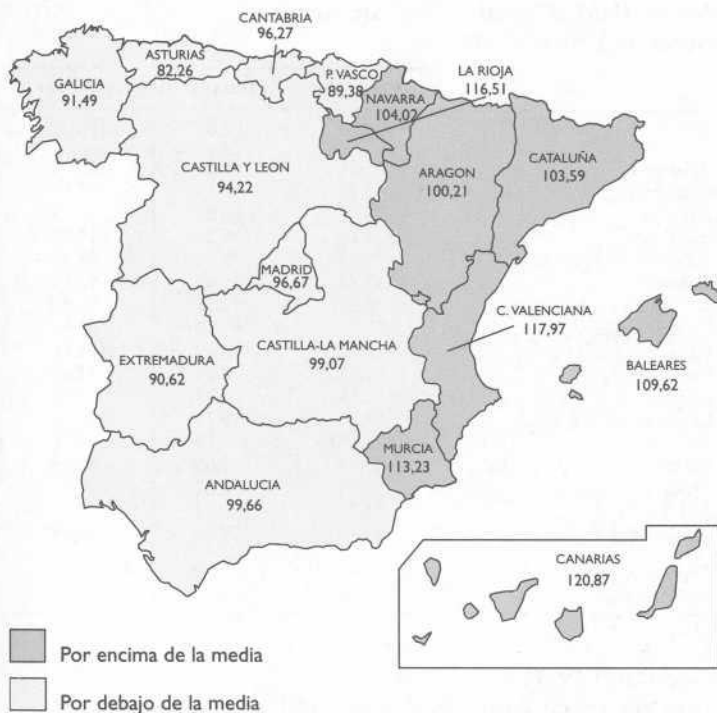 CANTABRIA
96,27
ASTURIAS
82,26
GALICIA
91,49
P. VASCO
89,38
LA RIOJA
116,51
NAVARRA
104,02
CASTILLA Y LEON
94,22
ARAGON
100,21
CATALUÑA
103,59
MADRID
96,67
C. VALENCIANA
117,97
CASTILLA-LA MANCHA
99,07
EXTREMADURA
90,62
BALEARES
109,62
MURCIA
113,23
ANDALUCIA
99,66
CANARIAS
120,87
Por encima de la media
Por debajo de la media